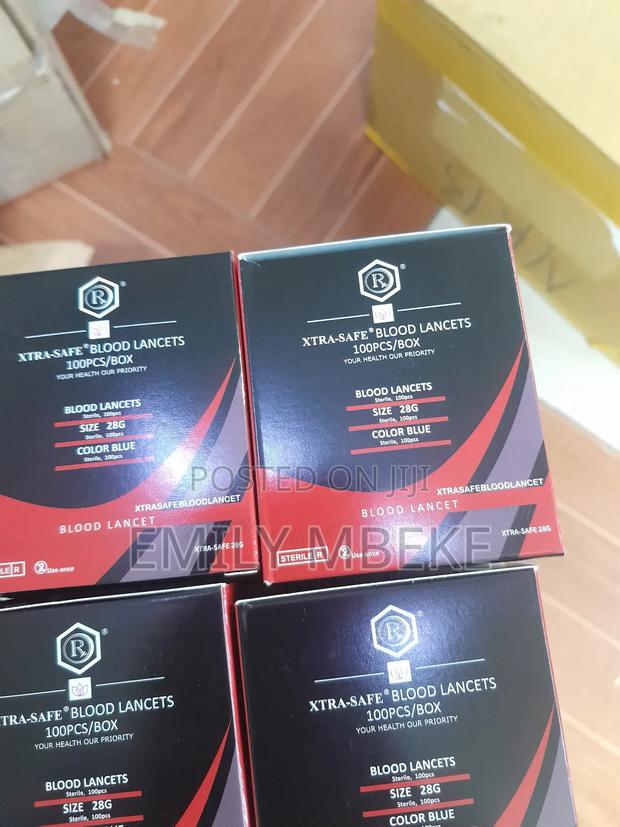 XTRA-SAFE® BLOOD LANCETS
100PCS/BOX
YOUR HEALTH OUR PRIORITY
BLOOD LANCETS
Sterile, 100pcs
SIZE 28G
Sterile, 100pcs
COLOR BLUE
Sterile, 100pcs
XTRASAFEBLOODLANCET
BLOOD LANCET
XTRA-SAFE 28G
LE R
Use once
R ®
XTRA-SAFE® BLOOD LANCETS
100PCS/BOX
YOUR HEALTH OUR PRIORITY
BLOOD LANCETS
Sterile, 100pcs
SIZE 28G
Sterile, 100pcs
COLOR BLUE
Sterile, 100pcs
XTRASAFEBLOODLANCET
BLOOD LANCET
XTRA-SAFE 28G
STERILE R
Use once
POSTED ON JIJI
EMILY MBEKE
TRA-SAFE® BLOOD LANCETS
100PCS/BOX
YOUR HEALTH OUR PRIORITY
BLOOD LANCETS
Sterile, 100pcs
SIZE 28G
Sterile, 100pcs
XTRA-SAFE® BLOOD LANCETS
100PCS/BOX
YOUR HEALTH OUR PRIORITY
BLOOD LANCETS
Sterile, 100pcs
SIZE 28G
Sterile, 100pcs
COLOR BLUE